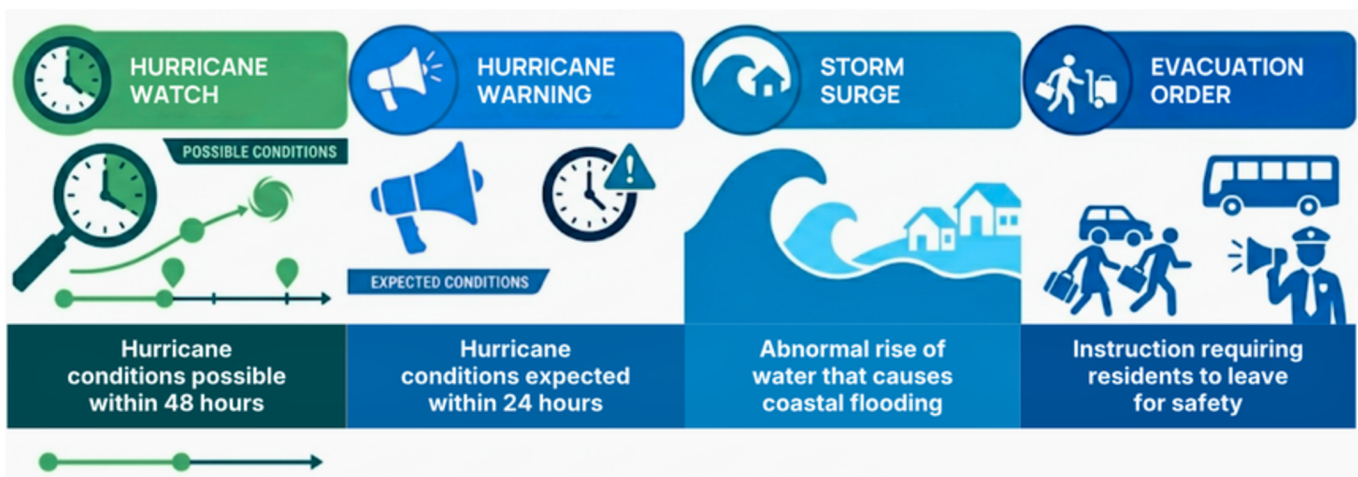 HURRICANE
WATCH
HURRICANE
WARNING
STORM
SURGE
EVACUATION
ORDER
POSSIBLE CONDITIONS
EXPECTED CONDITIONS
Hurricane
conditions possible
within 48 hours
Hurricane
conditions expected
within 24 hours
Abnormal rise of
water that causes
coastal flooding
Instruction requiring
residents to leave
for safety